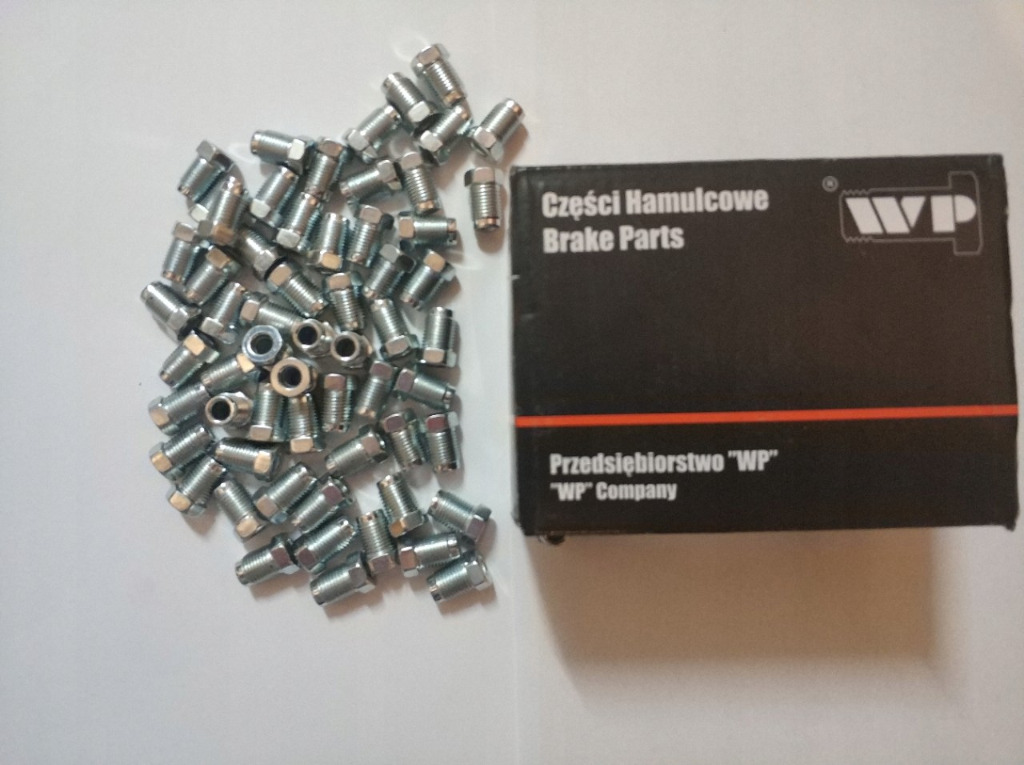 Części Hamulcowe
Brake Parts
® WP
Przedsiębiorstwo "WP"
"WP" Company